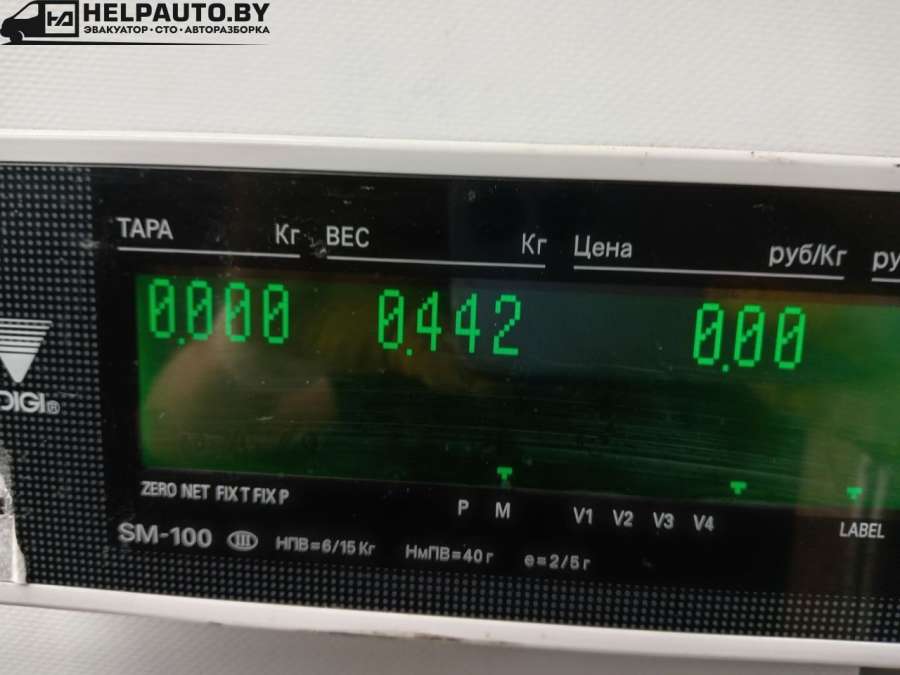 HELPAUTO.BY
ЭВАКУАТОР · СТО · АВТОРАЗБОРКА
ТАРА Кг ВЕС Кг Цена руб/Кг ру
0.000 0.442 0.00
DIGI®
ZERO NET FIX T FIX P P M V1 V2 V3 V4 LABEL
SM-100 III НПВ=6/15 Кг НмПВ=40 г е=2/5 г